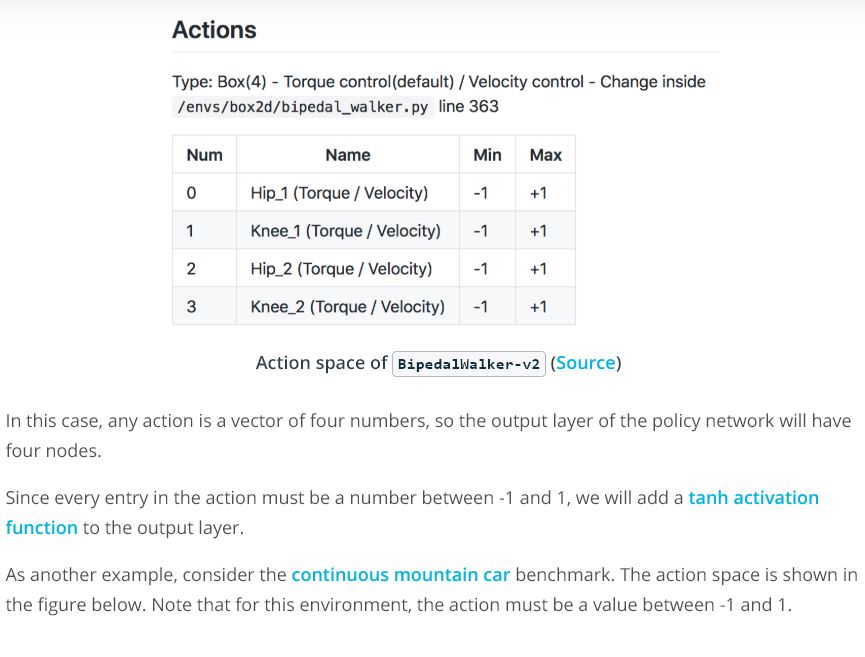 Actions
Type: Box(4) - Torque control(default) / Velocity control - Change inside
/envs/box2d/bipedal_walker.py line 363
Num Name Min Max
0 Hip_1 (Torque / Velocity) -1 +1
1 Knee_1 (Torque / Velocity) -1 +1
2 Hip_2 (Torque / Velocity) -1 +1
3 Knee_2 (Torque / Velocity) -1 +1
Action space of BipedalWalker-v2 (Source)
In this case, any action is a vector of four numbers, so the output layer of the policy network will have
four nodes.
Since every entry in the action must be a number between -1 and 1, we will add a tanh activation
function to the output layer.
As another example, consider the continuous mountain car benchmark. The action space is shown in
the figure below. Note that for this environment, the action must be a value between -1 and 1.